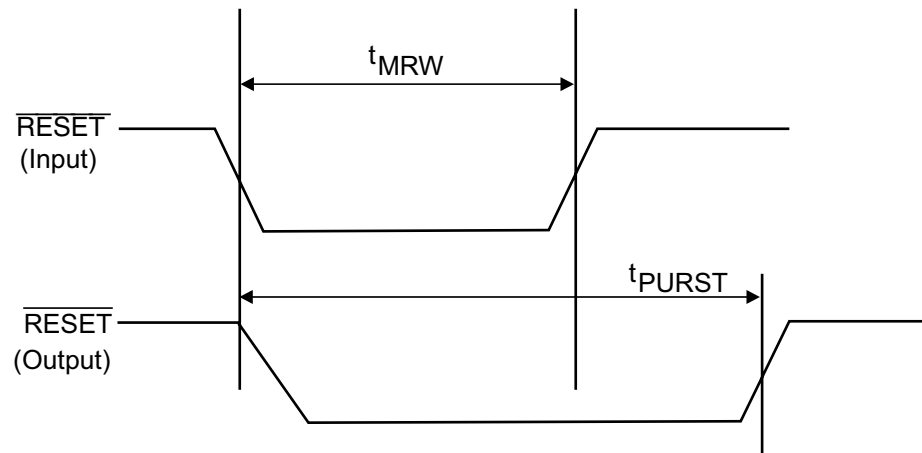 tMRW
RESET
(Input)
tPURST
RESET
(Output)